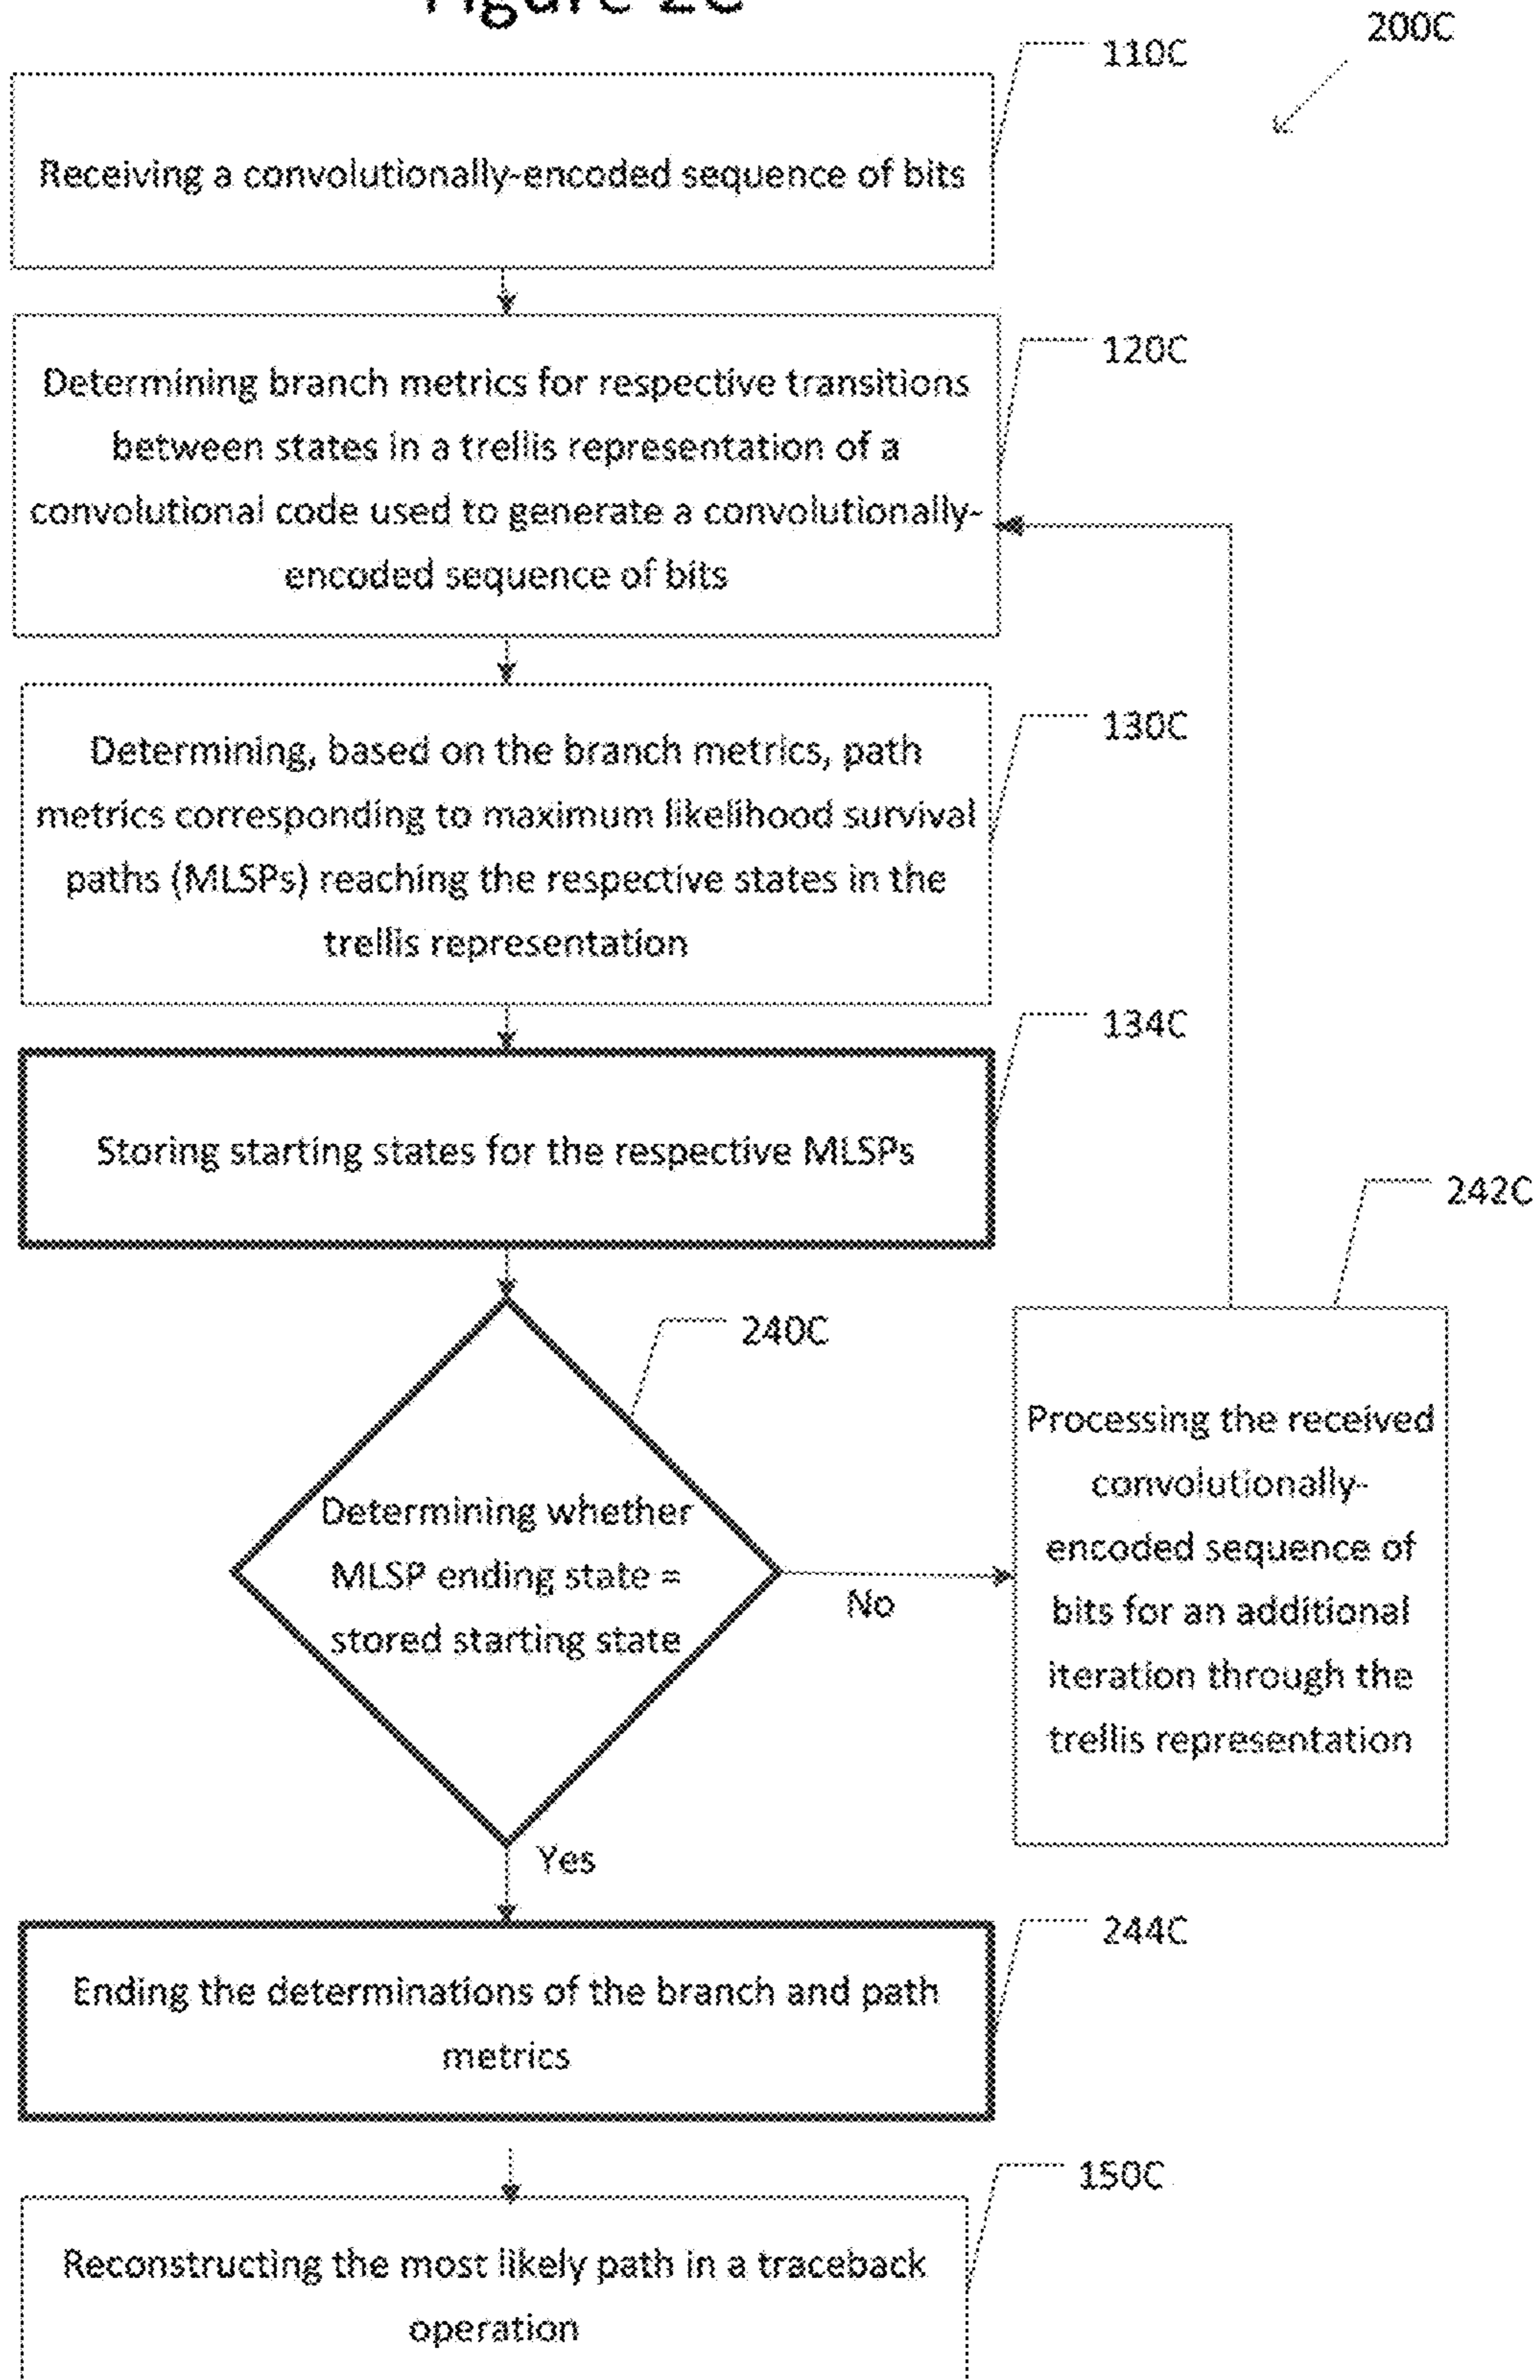 Figure 2C
200C
110C
Receiving a convolutionally-encoded sequence of bits
120C
Determining branch metrics for respective transitions
between states in a trellis representation of a
convolutional code used to generate a convolutionally-
encoded sequence of bits
130C
Determining, based on the branch metrics, path
metrics corresponding to maximum likelihood survival
paths (MLSPs) reaching the respective states in the
trellis representation
134C
Storing starting states for the respective MLSPs
242C
240C
Determining whether
MLSP ending state =
stored starting state
No
Processing the received
convolutionally-
encoded sequence of
bits for an additional
iteration through the
trellis representation
Yes
244C
Ending the determinations of the branch and path
metrics
150C
Reconstructing the most likely path in a traceback
operation